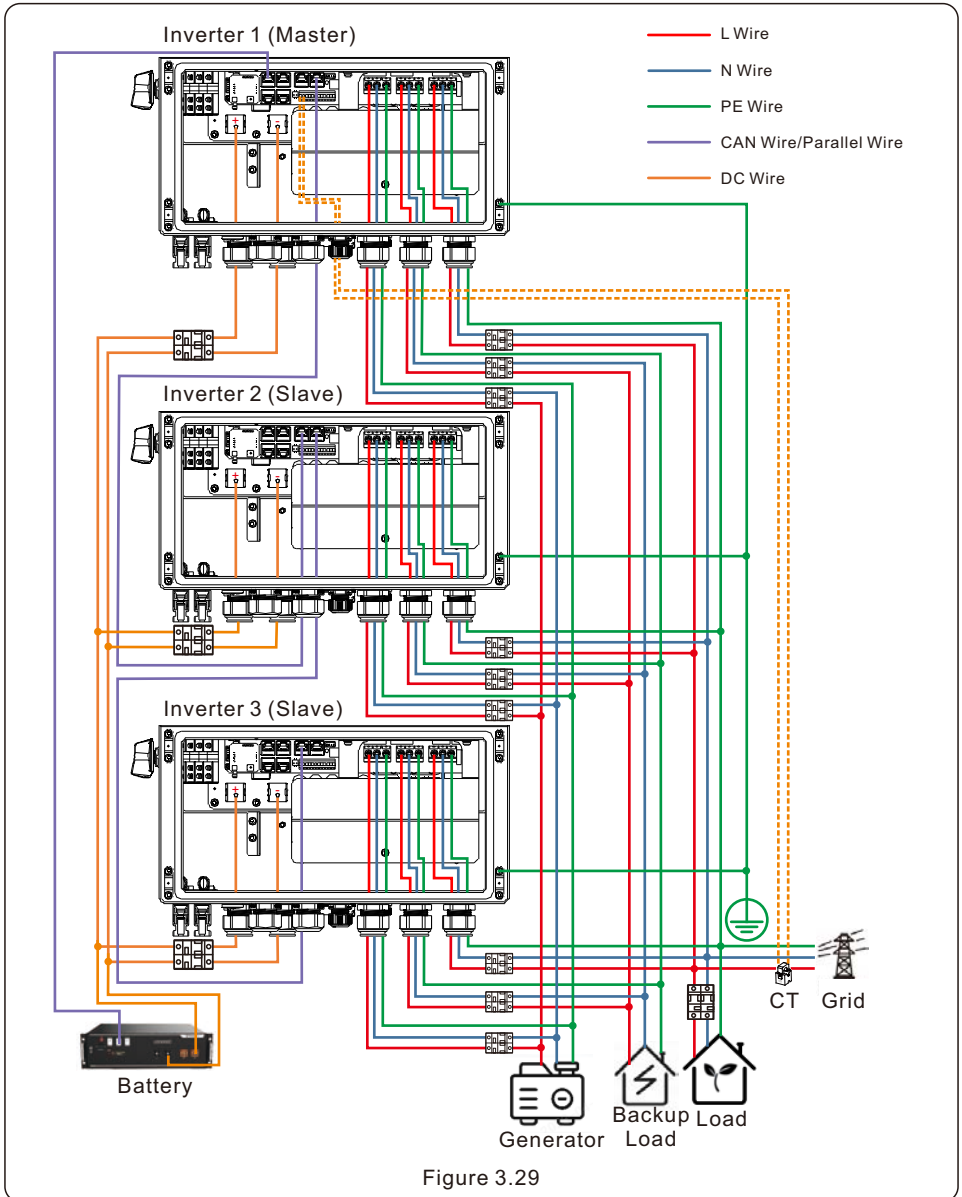 Inverter 1 (Master)
L Wire
N Wire
PE Wire
CAN Wire/Parallel Wire
DC Wire
+ -
Inverter 2 (Slave)
+ -
Inverter 3 (Slave)
+ -
CT Grid
Battery
Generator
Backup
Load
Load
Figure 3.29